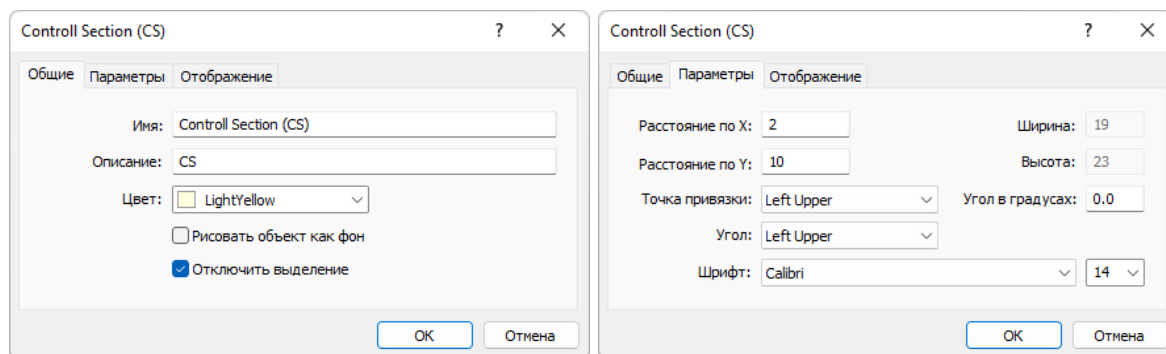 Controll Section (CS) ?
Общие Параметры Отображение
Имя: Controll Section (CS)
Описание: CS
Цвет: LightYellow
Рисовать объект как фон
Отключить выделение
OK Отмена
Controll Section (CS) ?
Общие Параметры Отображение
Расстояние по X: 2 Ширина: 19
Расстояние по Y: 10 Высота: 23
Точка привязки: Left Upper Угол в градусах: 0.0
Угол: Left Upper
Шрифт: Calibri 14
OK Отмена